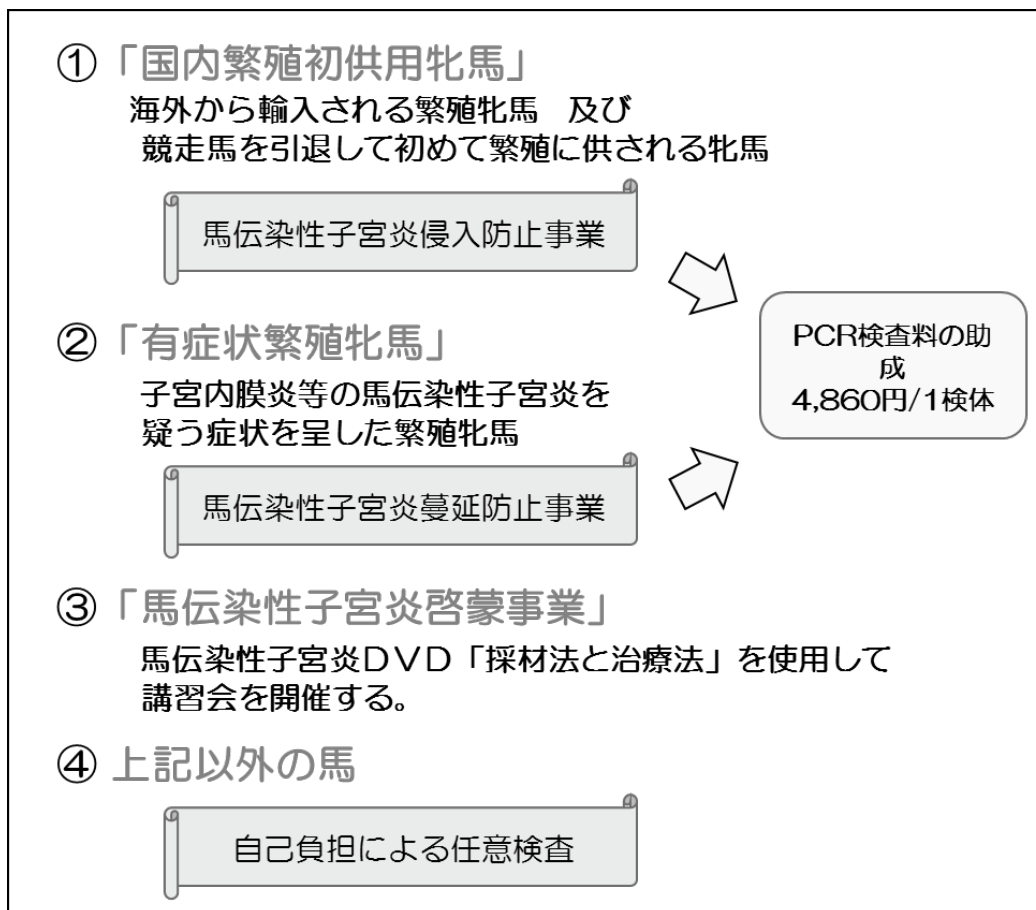 ①「国内繁殖初供用牝馬」
海外から輸入される繁殖牝馬 及び
競走馬を引退して初めて繁殖に供される牝馬
馬伝染性子宮炎侵入防止事業
②「有症状繁殖牝馬」
子宮内膜炎等の馬伝染性子宮炎を
疑う症状を呈した繁殖牝馬
馬伝染性子宮炎蔓延防止事業
PCR検査料の助
成
4,860円/1検体
③「馬伝染性子宮炎啓蒙事業」
馬伝染性子宮炎DVD「採材法と治療法」を使用して
講習会を開催する。
④ 上記以外の馬
自己負担による任意検査